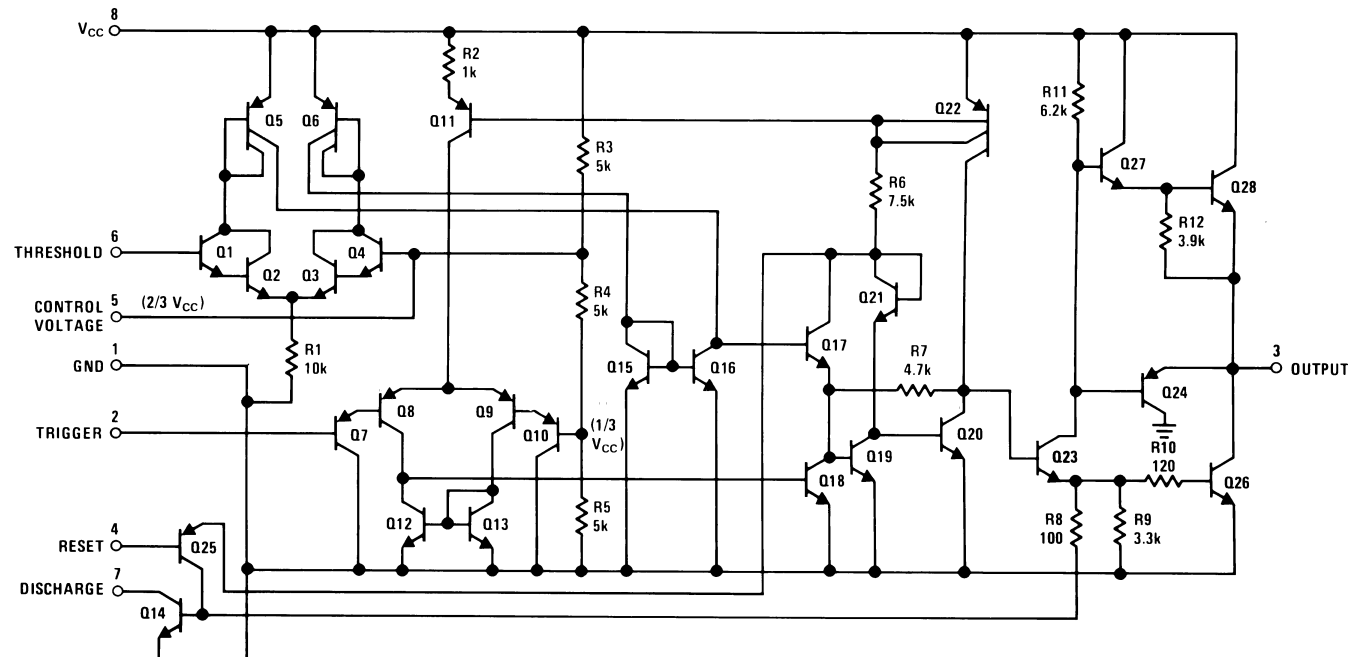 8
VCC
R2
1k
Q5
Q6
Q11
Q22
R11
6.2k
R3
5k
Q27
R6
7.5k
Q28
R12
3.9k
6
THRESHOLD
Q1
Q2
Q3
Q4
5
CONTROL
VOLTAGE
(2/3 VCC)
R4
5k
Q21
R1
10k
1
GND
Q15
Q16
Q17
R7
4.7k
3
OUTPUT
Q24
2
TRIGGER
Q7
Q8
Q9
Q10
(1/3
VCC)
Q18
Q19
Q20
Q23
R10
120
Q26
Q12
Q13
R5
5k
R8
100
R9
3.3k
4
RESET
Q25
7
DISCHARGE
Q14